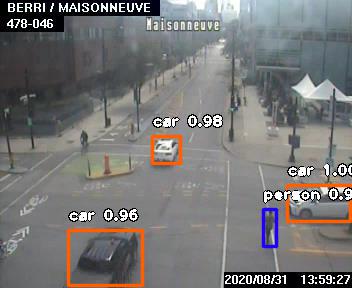 BERRI / MAISONNEUVE
478-046
Maisonneuve
car 0.98
car 1.00
person 0.9
car 0.96
2020/08/31 13:59:27